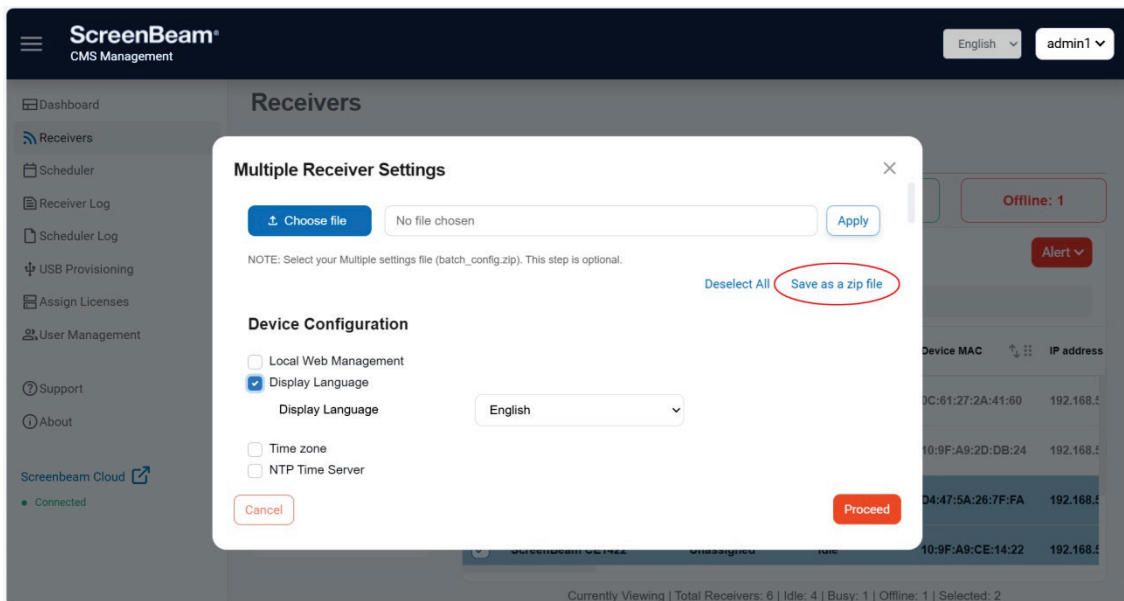 ScreenBeam®
CMS Management
English
admin1
Dashboard
Receivers
Scheduler
Receiver Log
Scheduler Log
USB Provisioning
Assign Licenses
User Management
Support
About
Screenbeam Cloud
Connected
Receivers
Offline: 1
Alert
Device MAC
IP address
0C:61:27:2A:41:60
192.168.5
10:9F:A9:2D:DB:24
192.168.5
D4:47:5A:26:7F:FA
192.168.5
ScreenBeam CE1422
Unassigned
Idle
10:9F:A9:CE:14:22
192.168.5
Currently Viewing | Total Receivers: 6 | Idle: 4 | Busy: 1 | Offline: 1 | Selected: 2
Multiple Receiver Settings
Choose file
No file chosen
Apply
NOTE: Select your Multiple settings file (batch_config.zip). This step is optional.
Deselect All
Save as a zip file
Device Configuration
Local Web Management
Display Language
Display Language
English
Time zone
NTP Time Server
Cancel
Proceed